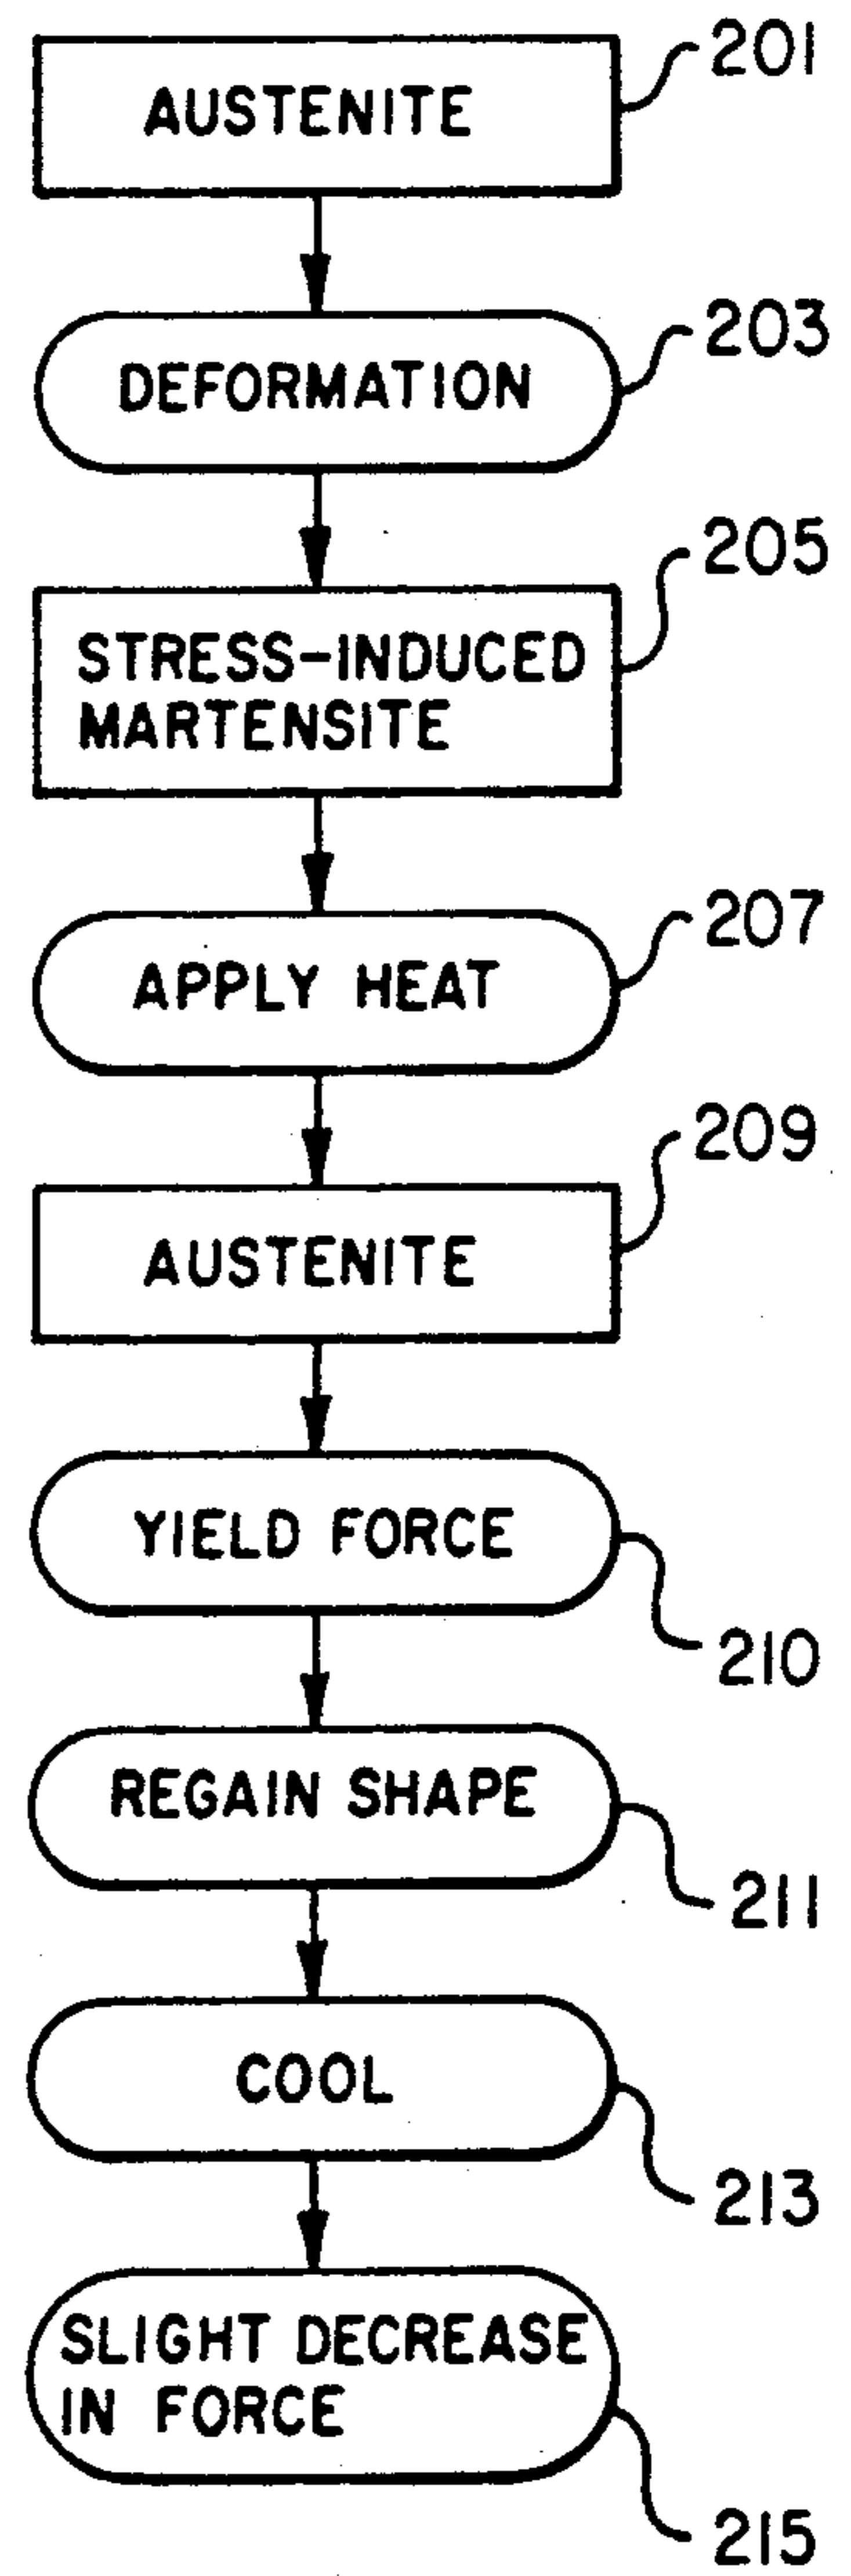 AUSTENITE
201
DEFORMATION
203
STRESS-INDUCED
MARTENSITE
205
APPLY HEAT
207
AUSTENITE
209
YIELD FORCE
210
REGAIN SHAPE
211
COOL
213
SLIGHT DECREASE
IN FORCE
215